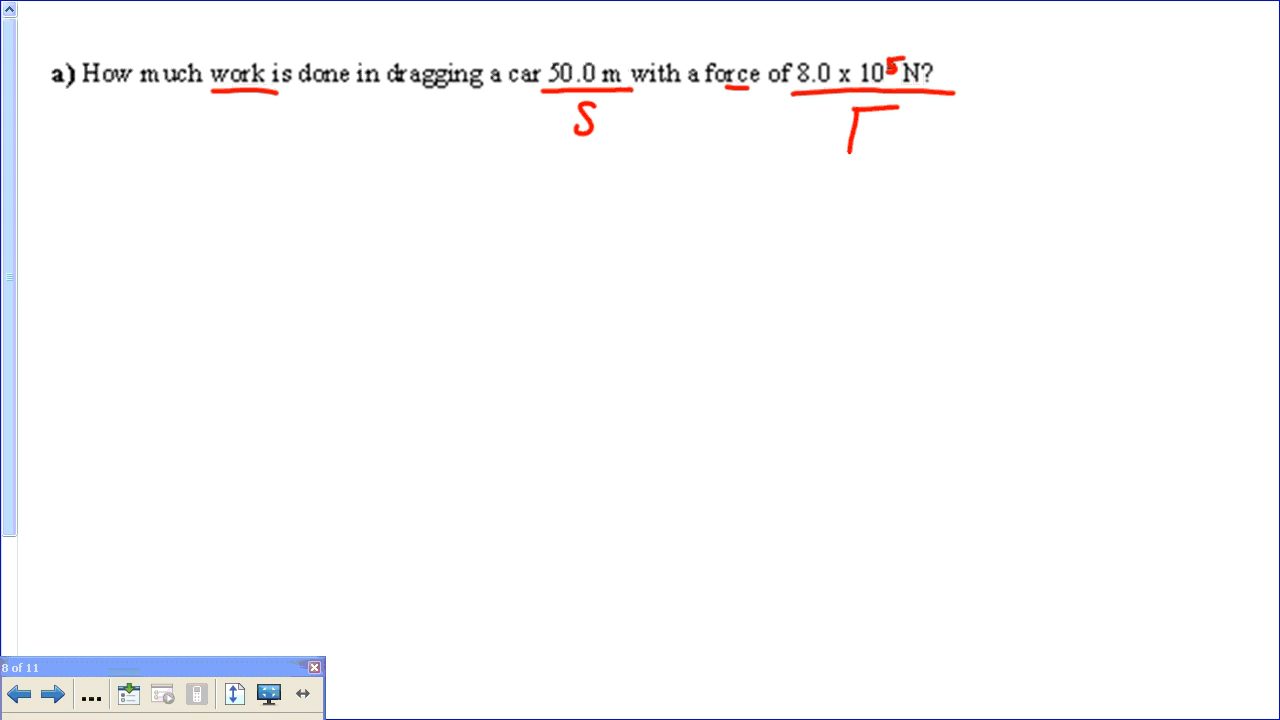 a) How much work is done in dragging a car 50.0 m with a force of 8.0 x 10⁵ N?
S
8 of 11
...